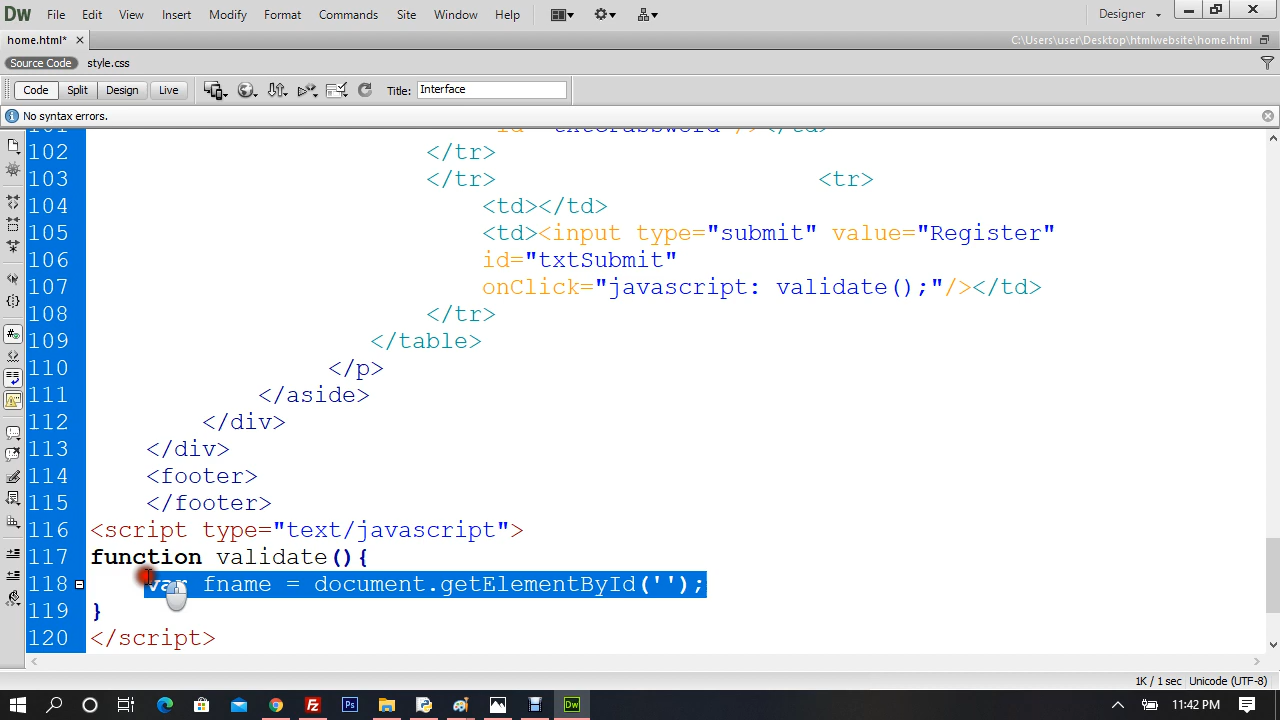 Dw File Edit View Insert Modify Format Commands Site Window Help Designer
home.html* C:\Users\user\Desktop\htmlwebsite\home.html
Source Code style.css
Code Split Design Live Title: Interface
No syntax errors.
102 </tr>
103 </tr> <tr>
104 <td></td>
105 <td><input type="submit" value="Register"
106 id="txtSubmit"
107 onClick="javascript: validate();"/></td>
108 </tr>
109 </table>
110 </p>
111 </aside>
112 </div>
113 </div>
114 <footer>
115 </footer>
116 <script type="text/javascript">
117 function validate(){
118 var fname = document.getElementById('');
119 }
120 </script>
1K / 1 sec Unicode (UTF-8)
Fz Ps Dw 11:42 PM